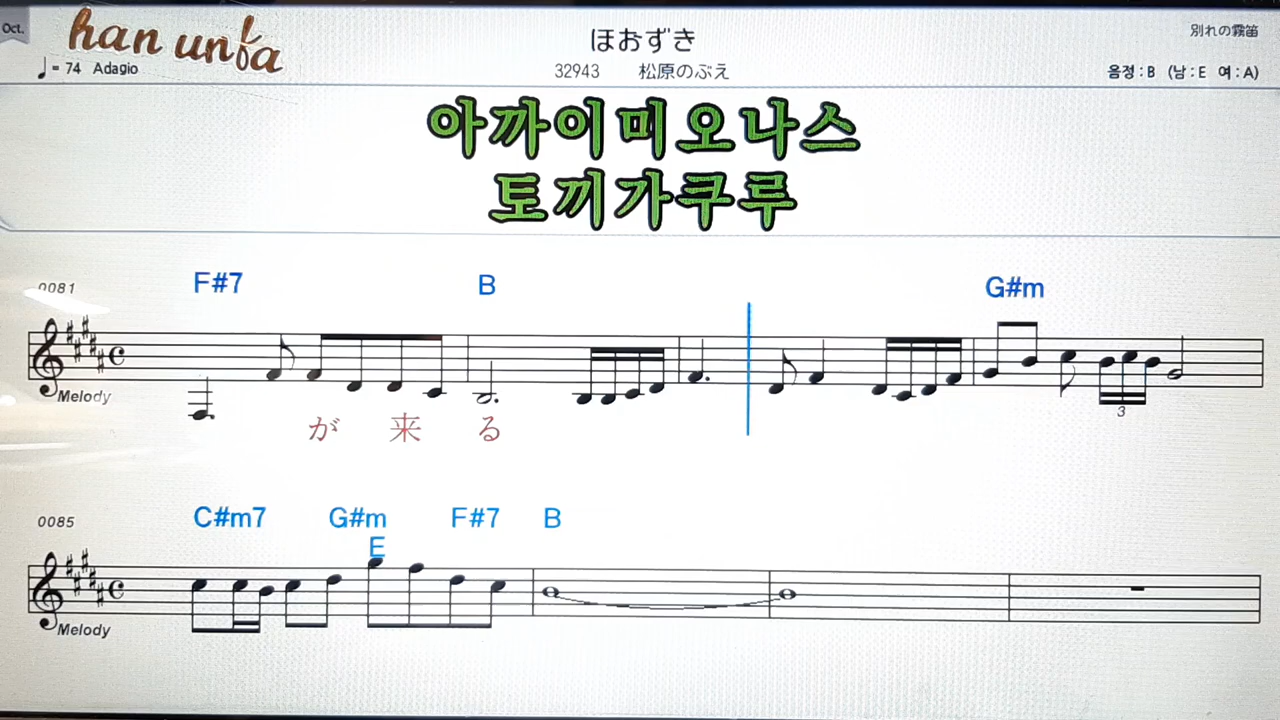 Oct.
han unba
♩= 74 Adagio
ほおずき
32943 松原のぶえ
別れの霧笛
음정 : B (남 : E 여 : A)
아까이미오나스
토끼가쿠루
0081
F#7 B G#m
Melody
が 来 る
3
0085
C#m7 G#m F#7 B
E
Melody